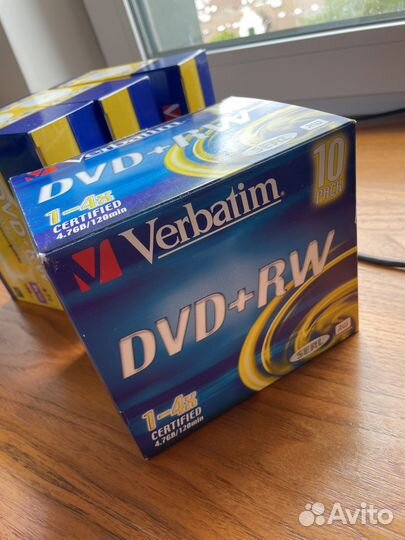 Verbatim
DVD+RW
10
PACK
1-4x
CERTIFIED
4.7GB/120min
Verbatim
DVD+RW
SERL
1-4x
CERTIFIED
4.7GB/120min
Avito